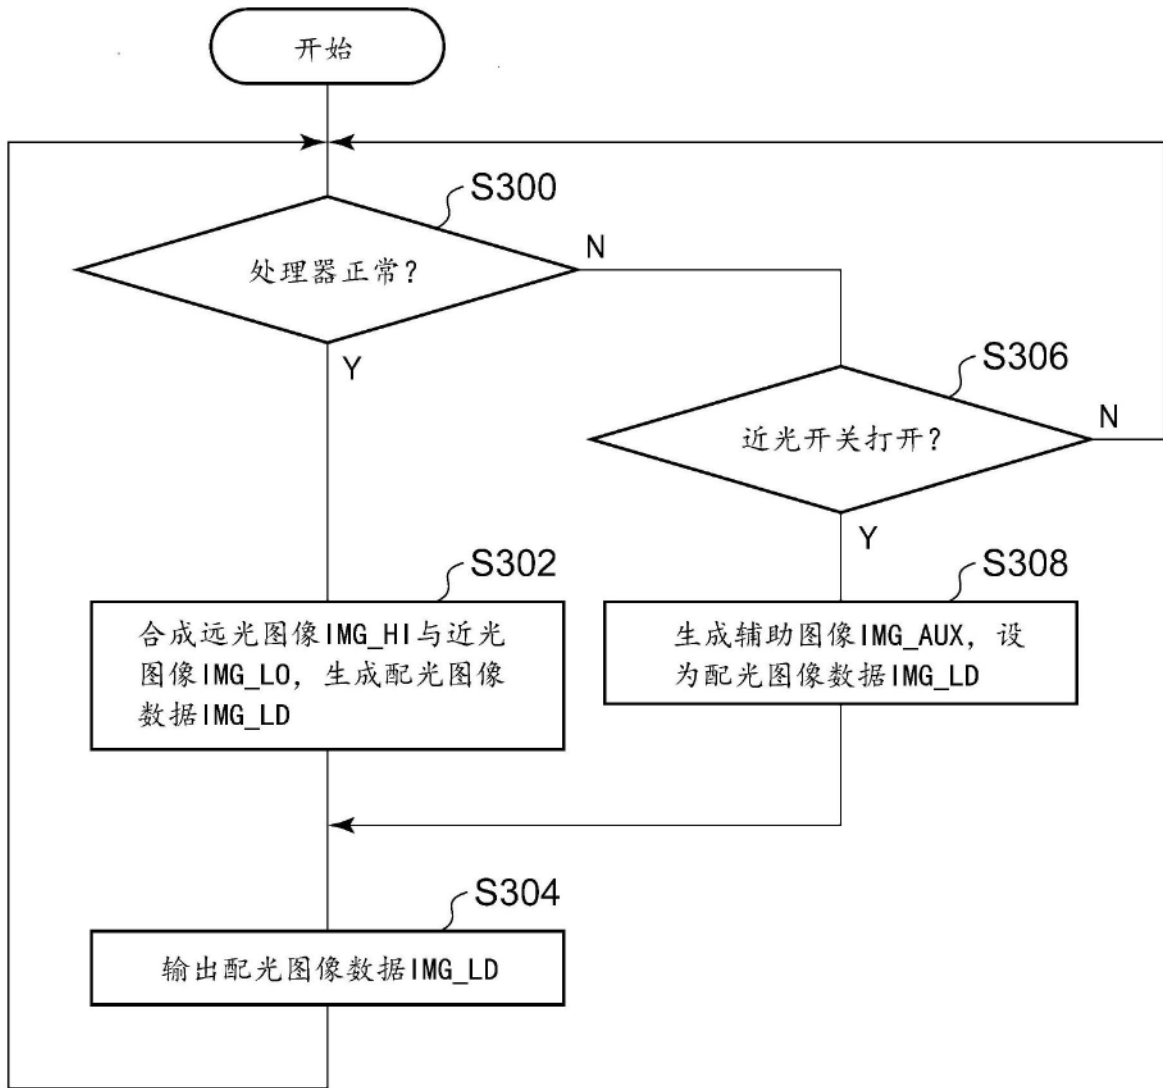 开始
S300
处理器正常?
N
Y
S306
近光开关打开?
N
Y
S302
合成远光图像IMG_HI与近光
图像IMG_LO, 生成配光图像
数据IMG_LD
S308
生成辅助图像IMG_AUX, 设
为配光图像数据IMG_LD
S304
输出配光图像数据IMG_LD